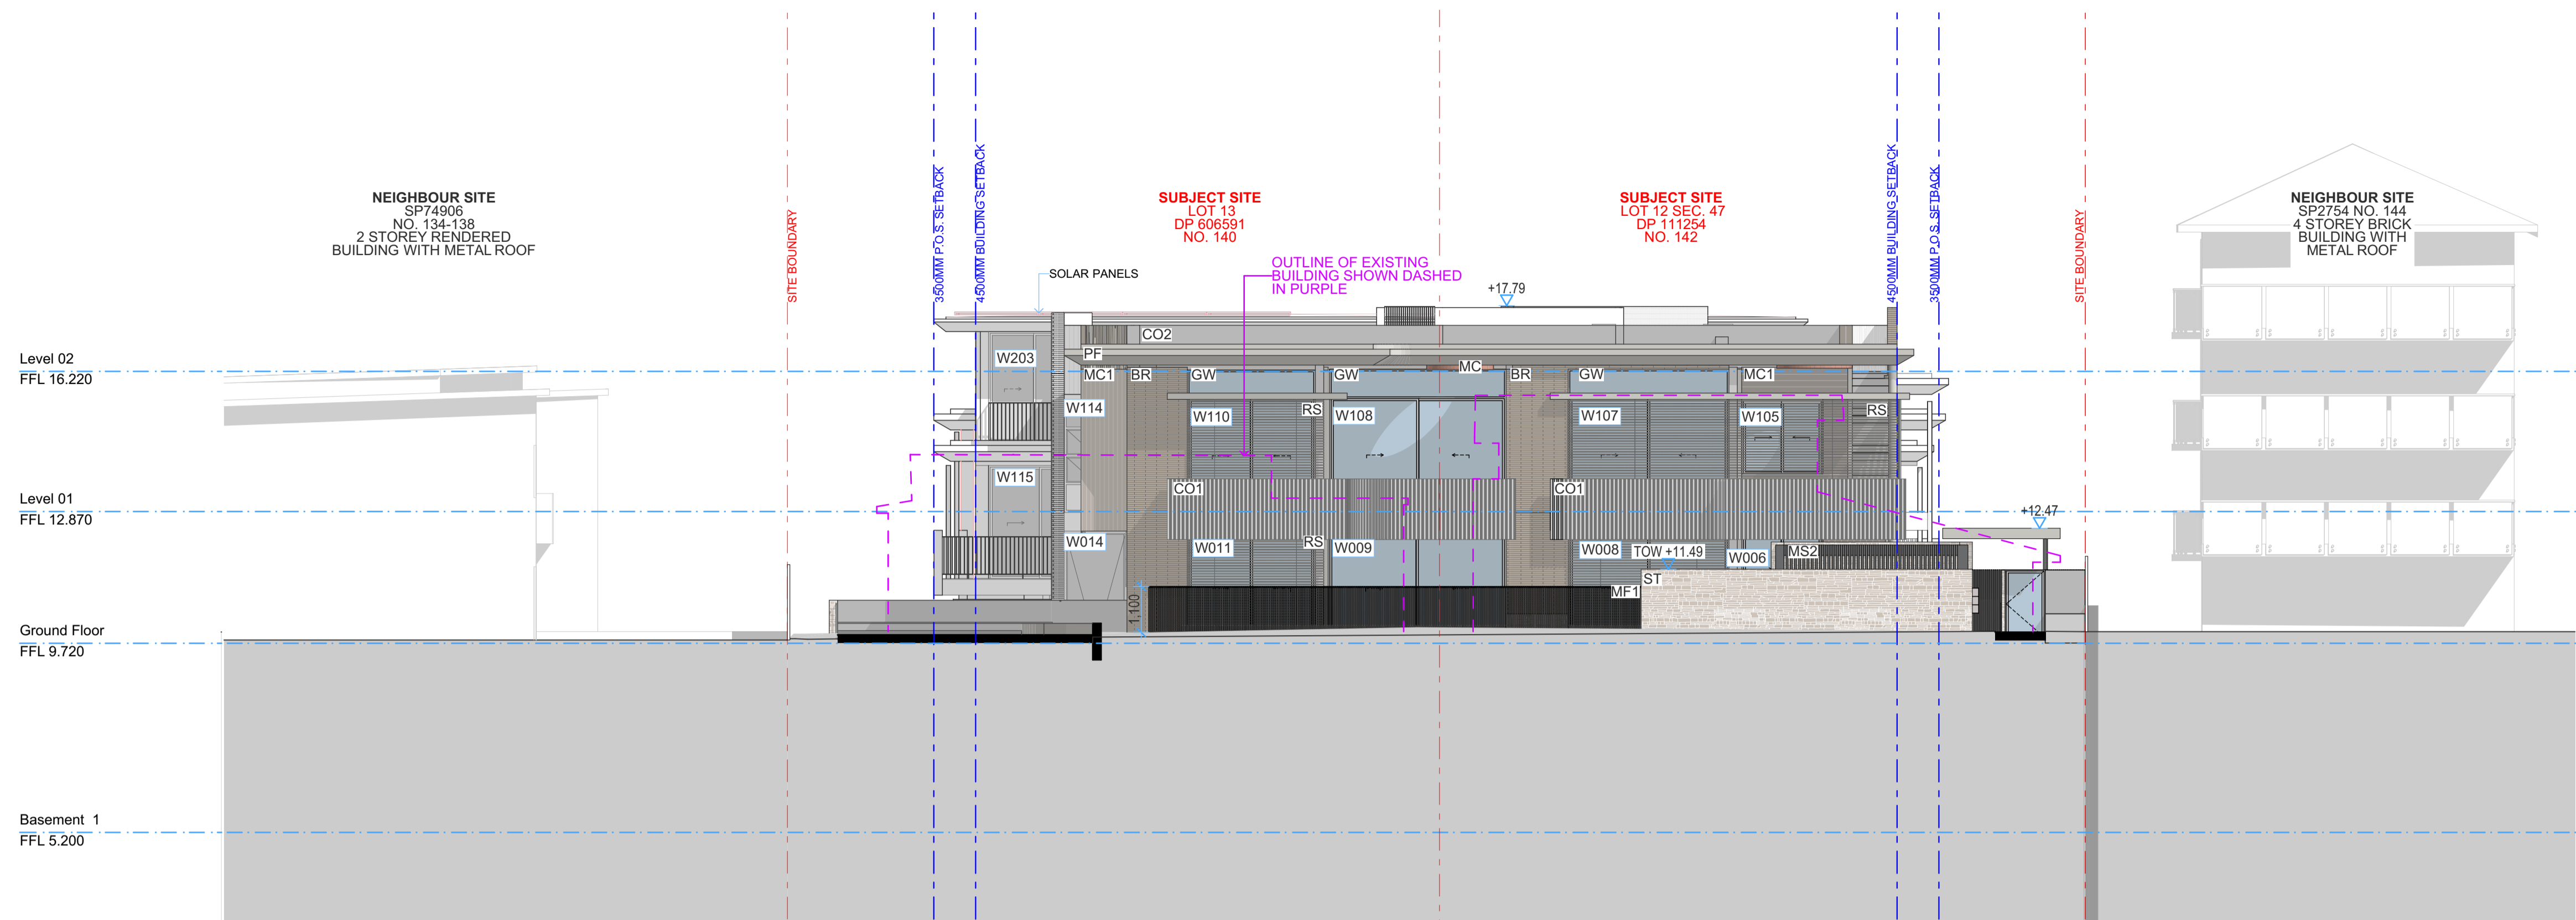 NEIGHBOUR SITE
SP74906
NO. 134-138
2 STOREY RENDERED
BUILDING WITH METAL ROOF
SITE BOUNDARY
3500MM P.O.S. SETBACK
4500MM BUILDING SETBACK
SUBJECT SITE
LOT 13
DP 606591
NO. 140
SUBJECT SITE
LOT 12 SEC. 47
DP 111254
NO. 142
4500MM BUILDING SETBACK
3500MM P.O.S. SETBACK
SITE BOUNDARY
NEIGHBOUR SITE
SP2754 NO. 144
4 STOREY BRICK
BUILDING WITH
METAL ROOF
SOLAR PANELS
OUTLINE OF EXISTING
BUILDING SHOWN DASHED
IN PURPLE
+17.79
CO2
PF
W203
Level 02
FFL 16.220
MC1
BR
GW
GW
MC
BR
GW
MC1
W114
W110
RS
W108
W107
W105
RS
W115
CO1
CO1
Level 01
FFL 12.870
+12.47
W014
W011
RS
W009
W008
TOW +11.49
W006
MS2
ST
MF1
1,100
Ground Floor
FFL 9.720
Basement 1
FFL 5.200